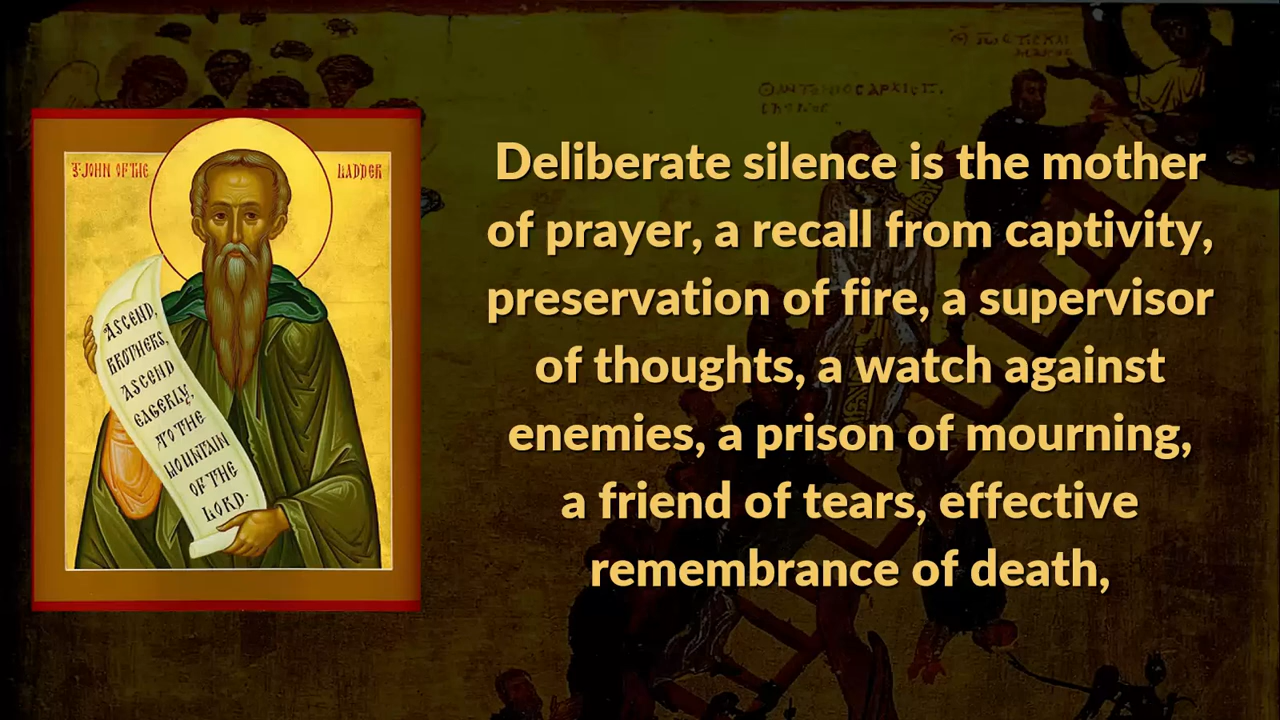 S. JOHN OF THE LADDER
ASCEND,
BROTHERS,
ASCEND
EAGERLY,
TO THE
MOUNTAIN
OF THE
LORD.
Deliberate silence is the mother
of prayer, a recall from captivity,
preservation of fire, a supervisor
of thoughts, a watch against
enemies, a prison of mourning,
a friend of tears, effective
remembrance of death,